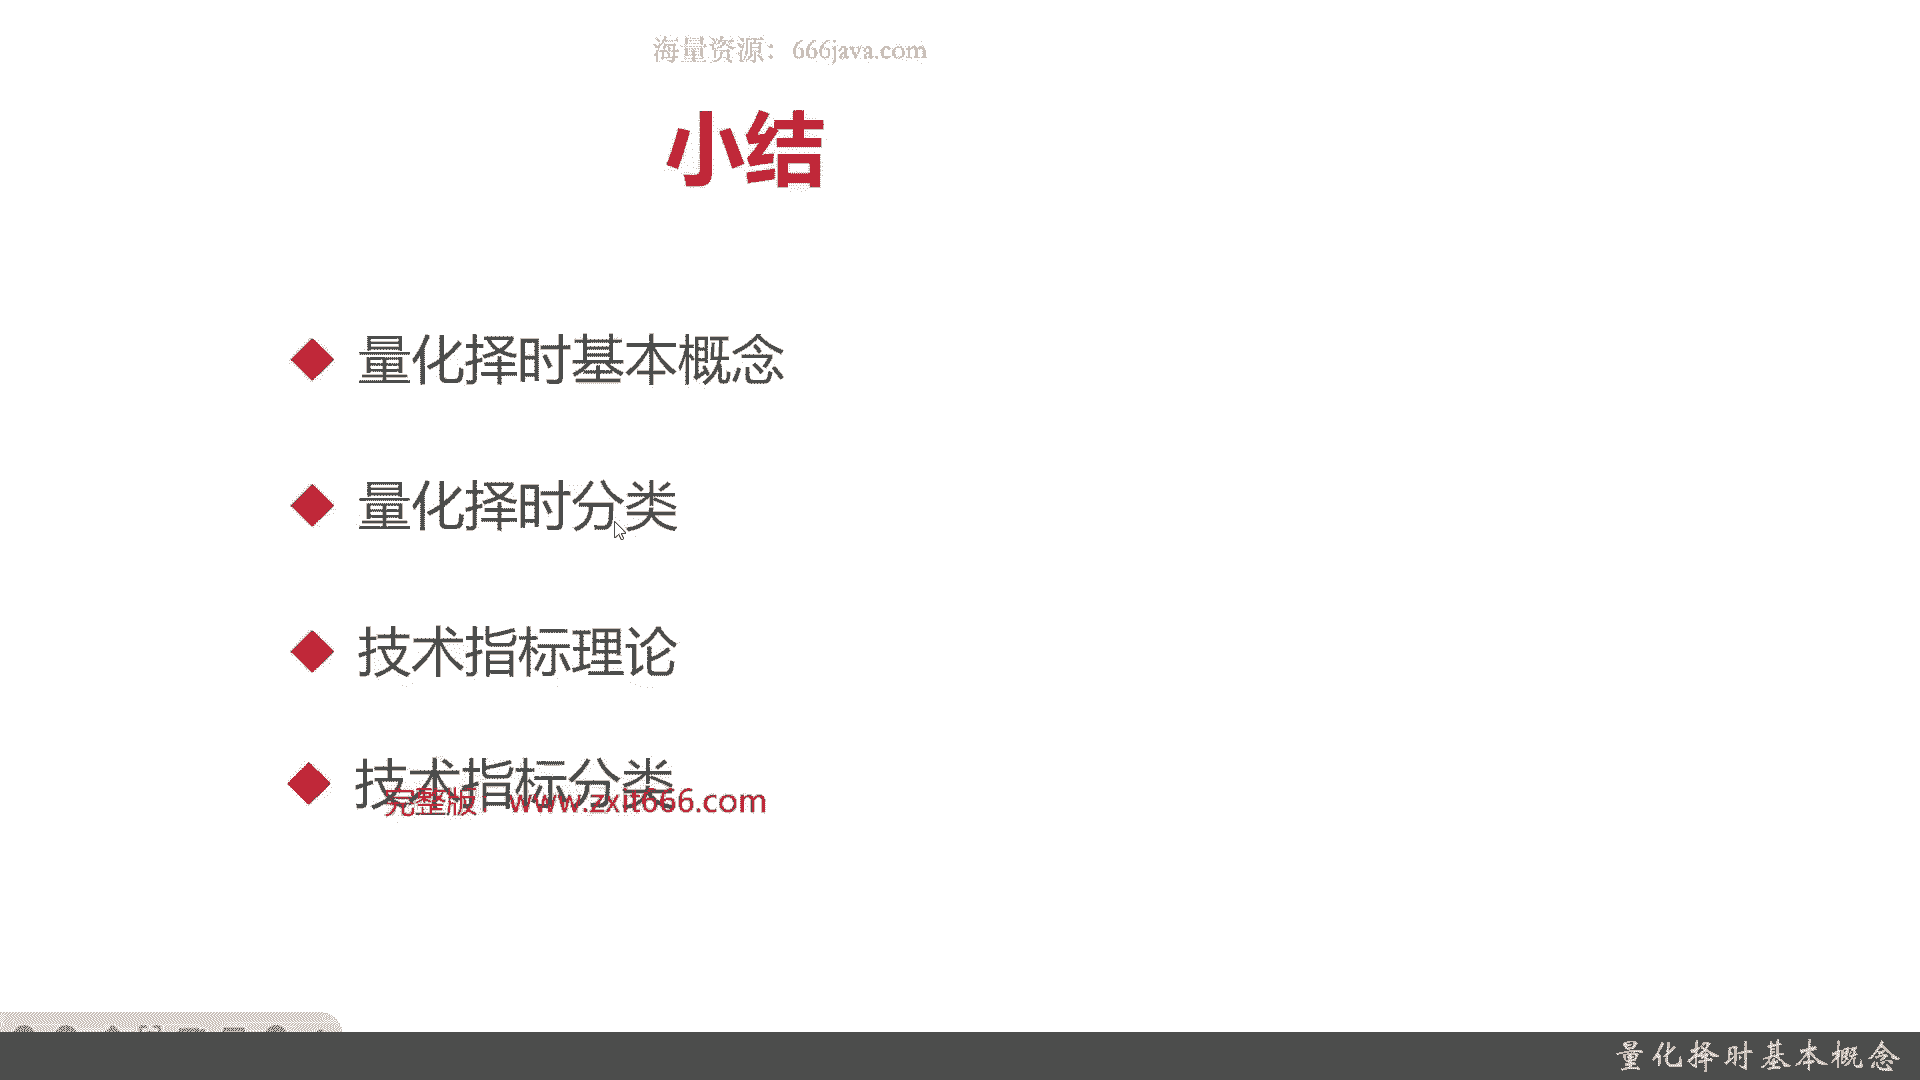 海量资源：666java.com
小结
量化择时基本概念
量化择时分类
技术指标理论
技术指标分类
完整版：www.zxit666.com
量化择时基本概念